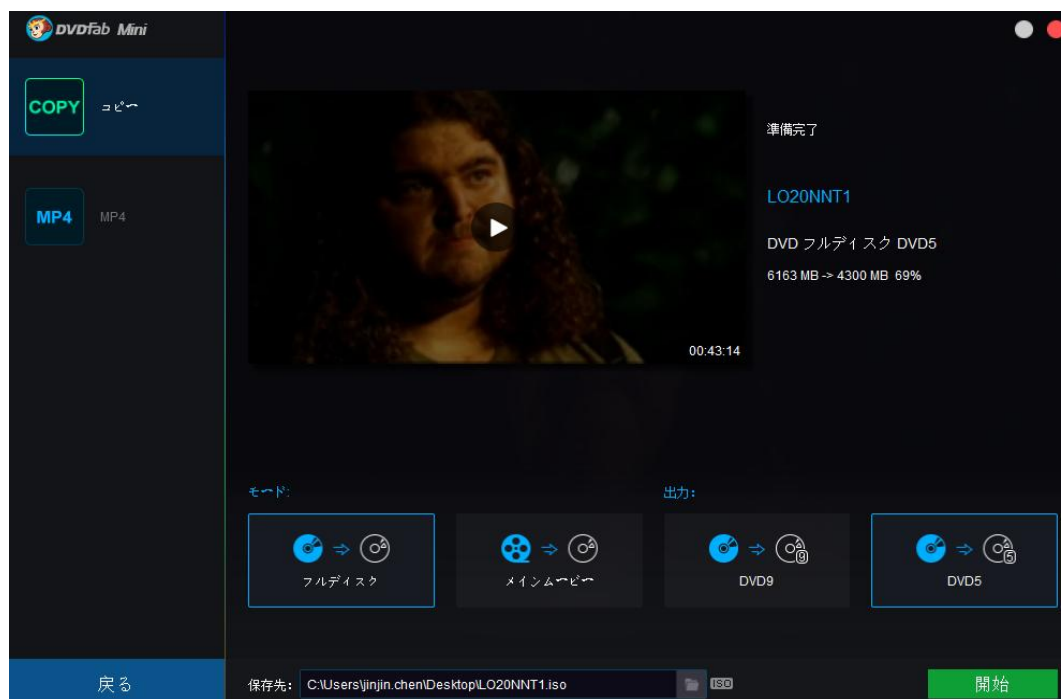 DVDFab Mini
COPY コピー
MP4 MP4
準備完了
LO20NNT1
DVD フルディスク DVD5
6163 MB -> 4300 MB 69%
00:43:14
モード:
出力:
フルディスク
メインムービー
9
DVD9
5
DVD5
戻る
保存先: C:\Users\jinjin.chen\Desktop\LO20NNT1.iso ISO
開始